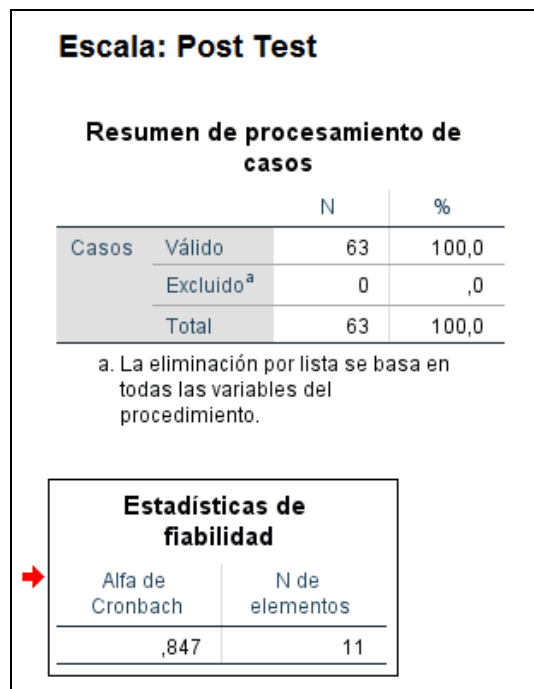 Escala: Post Test
Resumen de procesamiento de
casos
N %
Casos Válido 63 100,0
Excluido^a 0 ,0
Total 63 100,0
a. La eliminación por lista se basa en
todas las variables del
procedimiento.
Estadísticas de
fiabilidad
Alfa de N de
Cronbach elementos
,847 11